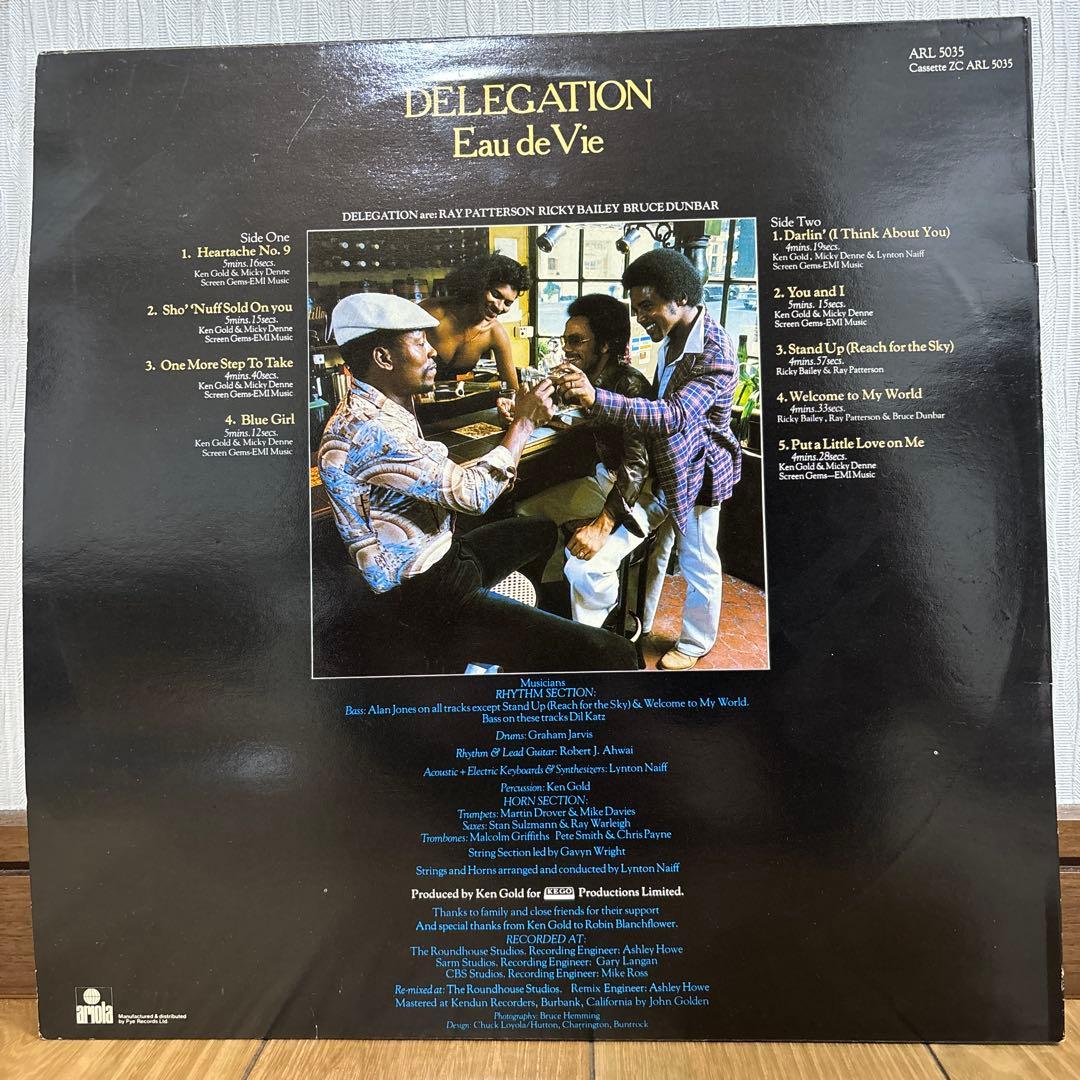 ARL 5035
Cassette ZC ARL 5035
DELEGATION
Eau de Vie
DELEGATION are: RAY PATTERSON RICKY BAILEY BRUCE DUNBAR
Side One
1. Heartache No. 9
5mins. 16secs.
Ken Gold & Micky Denne
Screen Gems-EMI Music
2. Sho' 'Nuff Sold On you
5mins. 15secs.
Ken Gold & Micky Denne
Screen Gems-EMI Music
3. One More Step To Take
4mins. 40secs.
Ken Gold & Micky Denne
Screen Gems-EMI Music
4. Blue Girl
5mins. 12secs.
Ken Gold & Micky Denne
Screen Gems-EMI Music
Side Two
1. Darlin' (I Think About You)
4mins. 19secs.
Ken Gold, Micky Denne & Lynton Naiff
Screen Gems-EMI Music
2. You and I
5mins. 15secs.
Ken Gold & Micky Denne
Screen Gems-EMI Music
3. Stand Up (Reach for the Sky)
4mins. 57secs.
Ricky Bailey & Ray Patterson
4. Welcome to My World
4mins. 33secs.
Ricky Bailey, Ray Patterson & Bruce Dunbar
5. Put a Little Love on Me
4mins. 28secs.
Ken Gold & Micky Denne
Screen Gems—EMI Music
Musicians
RHYTHM SECTION:
Bass: Alan Jones on all tracks except Stand Up (Reach for the Sky) & Welcome to My World.
Bass on these tracks Dil Katz
Drums: Graham Jarvis
Rhythm & Lead Guitar: Robert J. Ahwai
Acoustic + Electric Keyboards & Synthesizers: Lynton Naiff
Percussion: Ken Gold
HORN SECTION:
Trumpets: Martin Drover & Mike Davies
Saxes: Stan Sulzmann & Ray Warleigh
Trombones: Malcolm Griffiths Pete Smith & Chris Payne
String Section led by Gavyn Wright
Strings and Horns arranged and conducted by Lynton Naiff
Produced by Ken Gold for KEGO Productions Limited.
Thanks to family and close friends for their support
And special thanks from Ken Gold to Robin Blanchflower.
RECORDED AT:
The Roundhouse Studios. Recording Engineer: Ashley Howe
Sarm Studios. Recording Engineer: Gary Langan
CBS Studios. Recording Engineer: Mike Ross
Re-mixed at: The Roundhouse Studios. Remix Engineer: Ashley Howe
Mastered at Kendun Recorders, Burbank, California by John Golden
Photography: Bruce Hemming
Design: Chuck Loyola/Hutton, Charrington, Buntrock
ariola
Manufactured & distributed
by Pye Records Ltd